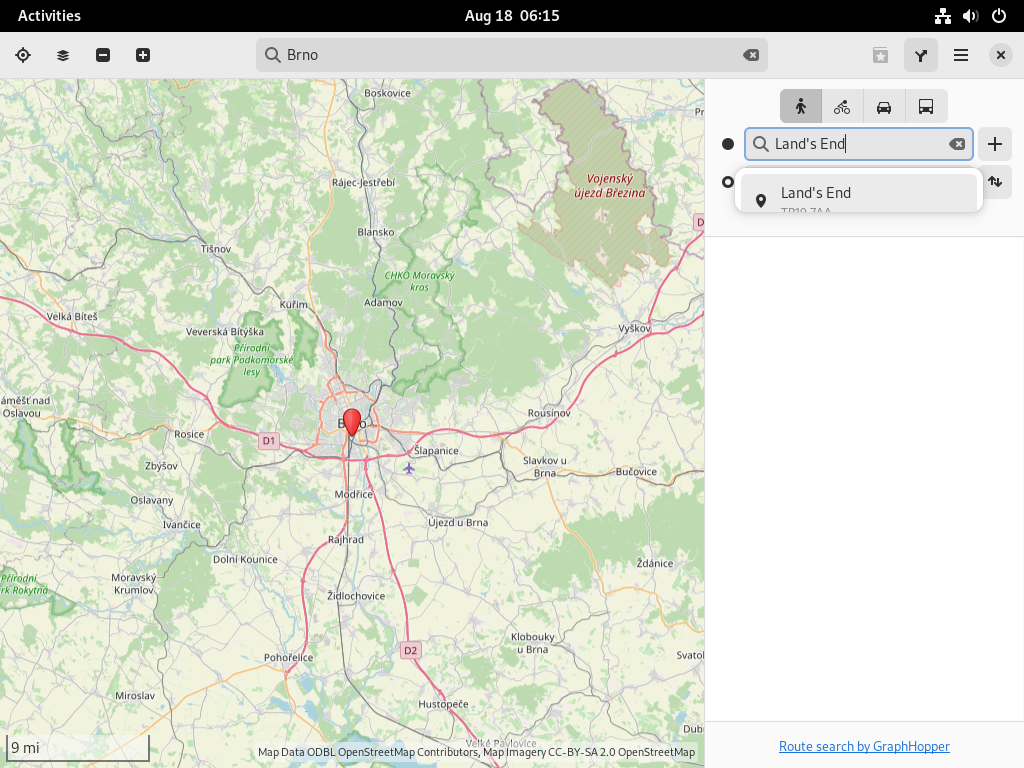 Activities
Aug 18 06:15
Brno
Land's End
Land's End
TR19 7AA
Boskovice
Vojenský
újezd Březina
Rájec-Jestřebí
Blansko
Tišnov
CHKO Moravský
kras
Adamov
Kuřim
Velká Bíteš
Veverská Bítýška
Vyškov
Přírodní
park Podkomorské
lesy
áměšť nad
Oslavou
Rousínov
Brno
Rosice
D1
Šlapanice
Zbýšov
Slavkov u
Brna
Bučovice
Modřice
Oslavany
Ivančice
Újezd u Brna
Rajhrad
Dolní Kounice
Ždánice
Přírodní
rk Rokytná
Moravský
Krumlov
Židlochovice
Klobouky
u Brna
D2
Pohořelice
Svatol
Miroslav
Hustopeče
Dub
Velké Pavlovice
9 mi
Map Data ODBL OpenStreetMap Contributors, Map Imagery CC-BY-SA 2.0 OpenStreetMap
Route search by GraphHopper